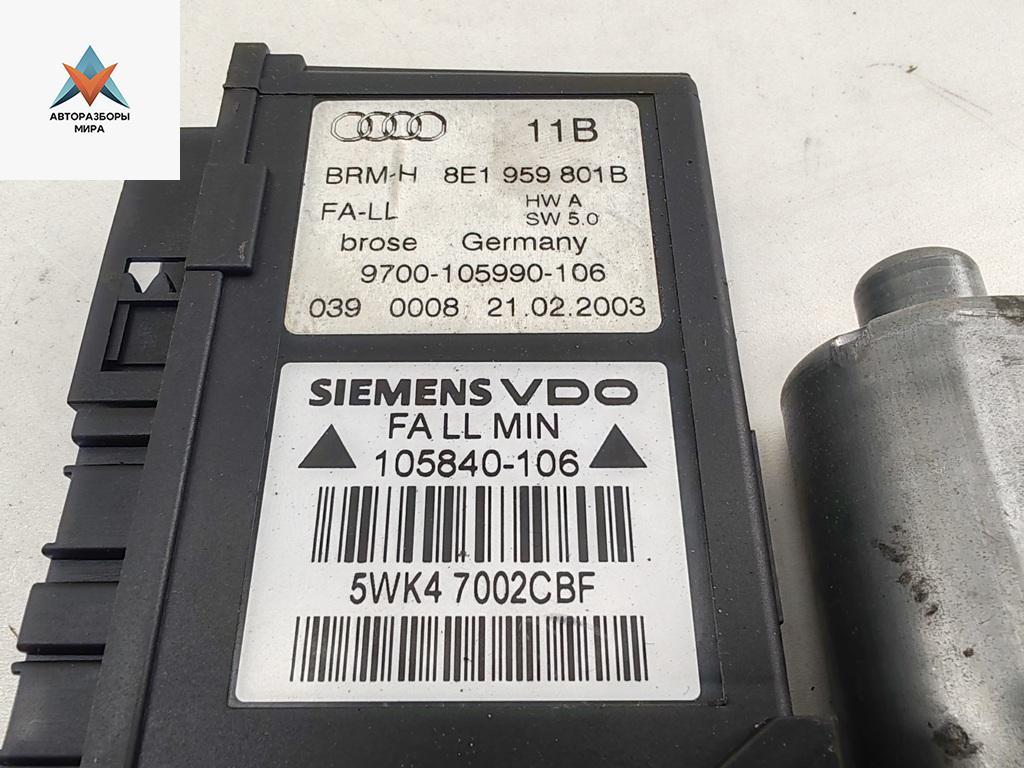 АВТОРАЗБОРЫ
МИРА
11B
BRM-H 8E1 959 801B
FA-LL HW A
SW 5.0
brose Germany
9700-105990-106
039 0008 21.02.2003
SIEMENS VDO
FA LL MIN
105840-106
5WK4 7002CBF